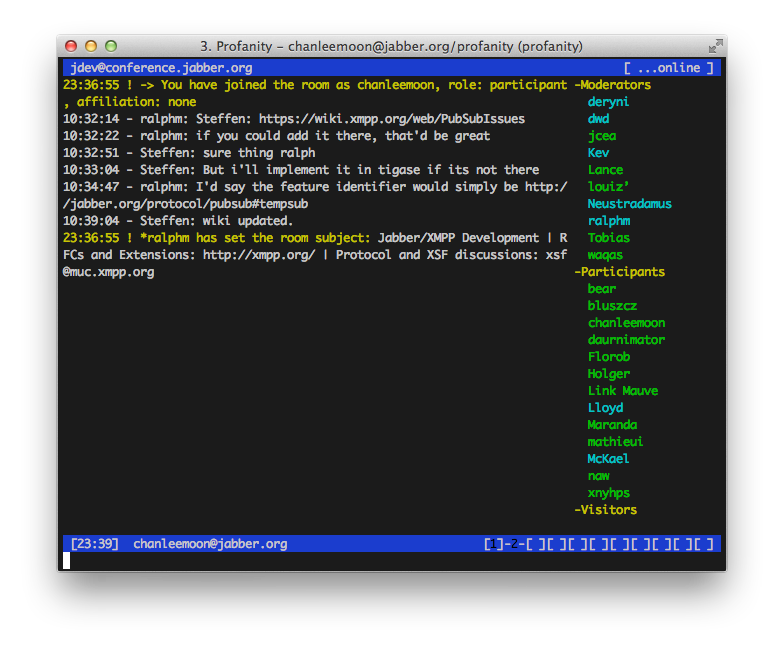 3. Profanity – chanleemoon@jabber.org/profanity (profanity)
jdev@conference.jabber.org [ ...online ]
23:36:55 ! -> You have joined the room as chanleemoon, role: participant
, affiliation: none
10:32:14 - ralphm: Steffen: https://wiki.xmpp.org/web/PubSubIssues
10:32:22 - ralphm: if you could add it there, that'd be great
10:32:51 - Steffen: sure thing ralph
10:33:04 - Steffen: But i'll implement it in tigase if its not there
10:34:47 - ralphm: I'd say the feature identifier would simply be http:/
/jabber.org/protocol/pubsub#tempsub
10:39:04 - Steffen: wiki updated.
23:36:55 ! *ralphm has set the room subject: Jabber/XMPP Development | R
FCs and Extensions: http://xmpp.org/ | Protocol and XSF discussions: xsf
@muc.xmpp.org
-Moderators
deryni
dwd
jcea
Kev
Lance
louiz'
Neustradamus
ralphm
Tobias
waqas
-Participants
bear
bluszcz
chanleemoon
daurnimator
Florob
Holger
Link Mauve
Lloyd
Maranda
mathieui
McKael
naw
xnyhps
-Visitors
[23:39] chanleemoon@jabber.org [1]-2-[ ][ ][ ][ ][ ][ ][ ][ ][ ]